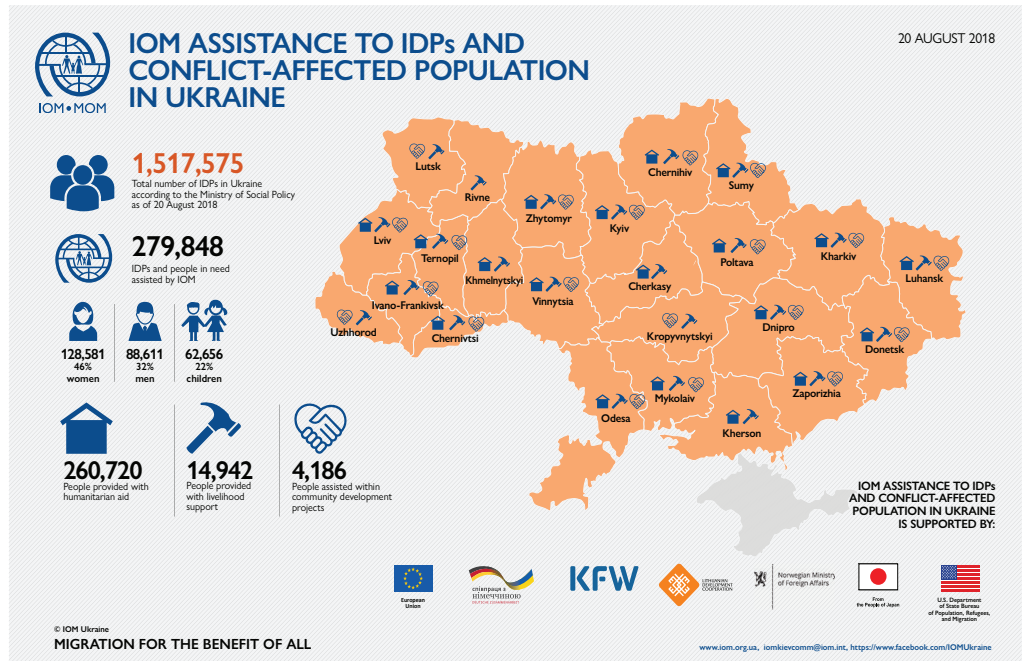 IOM ASSISTANCE TO IDPs AND
CONFLICT-AFFECTED POPULATION
IN UKRAINE
20 AUGUST 2018
IOM•MOM
1,517,575
Total number of IDPs in Ukraine
according to the Ministry of Social Policy
as of 20 August 2018
279,848
IDPs and people in need
assisted by IOM
128,581
46%
women
88,611
32%
men
62,656
22%
children
260,720
People provided with
humanitarian aid
14,942
People provided
with livelihood
support
4,186
People assisted within
community development
projects
Lutsk
Rivne
Zhytomyr
Kyiv
Chernihiv
Sumy
Lviv
Ternopil
Khmelnytskyi
Vinnytsia
Cherkasy
Poltava
Kharkiv
Luhansk
Ivano-Frankivsk
Uzhhorod
Chernivtsi
Kropyvnytskyi
Dnipro
Donetsk
Zaporizhia
Mykolaiv
Odesa
Kherson
IOM ASSISTANCE TO IDPs
AND CONFLICT-AFFECTED
POPULATION IN UKRAINE
IS SUPPORTED BY:
European
Union
співпраця з
німеччиною
DEUTSCHE ZUSAMMENARBEIT
KFW
LITHUANIAN
DEVELOPMENT
COOPERATION
Norwegian Ministry
of Foreign Affairs
From
the People of Japan
U.S. Department
of State Bureau
of Population, Refugees,
and Migration
© IOM Ukraine
MIGRATION FOR THE BENEFIT OF ALL
www.iom.org.ua, iomkievcomm@iom.int, https://www.facebook.com/IOMUkraine